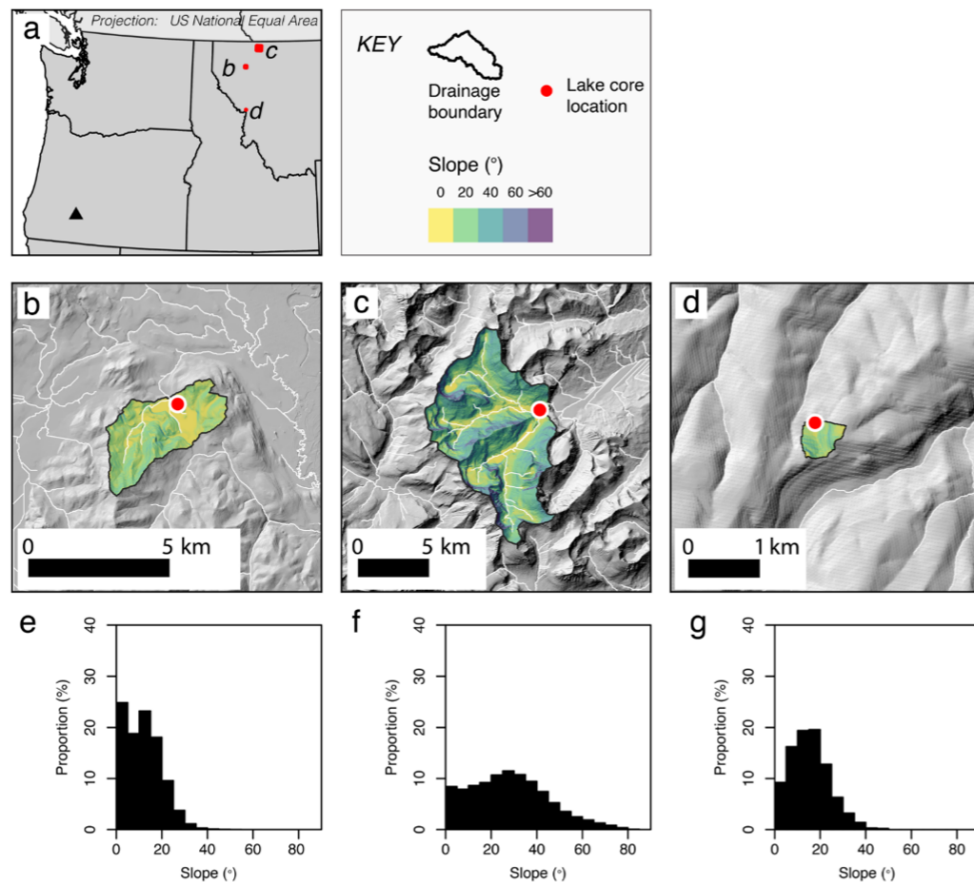 a
Projection: US National Equal Area
c
b
d
KEY
Drainage
boundary
Lake core
location
Slope (°)
0 20 40 60 >60
b
0 5 km
c
0 5 km
d
0 1 km
e
40
30
20
10
0
Proportion (%)
0 20 40 60 80
Slope (°)
f
40
30
20
10
0
Proportion (%)
0 20 40 60 80
Slope (°)
g
40
30
20
10
0
Proportion (%)
0 20 40 60 80
Slope (°)